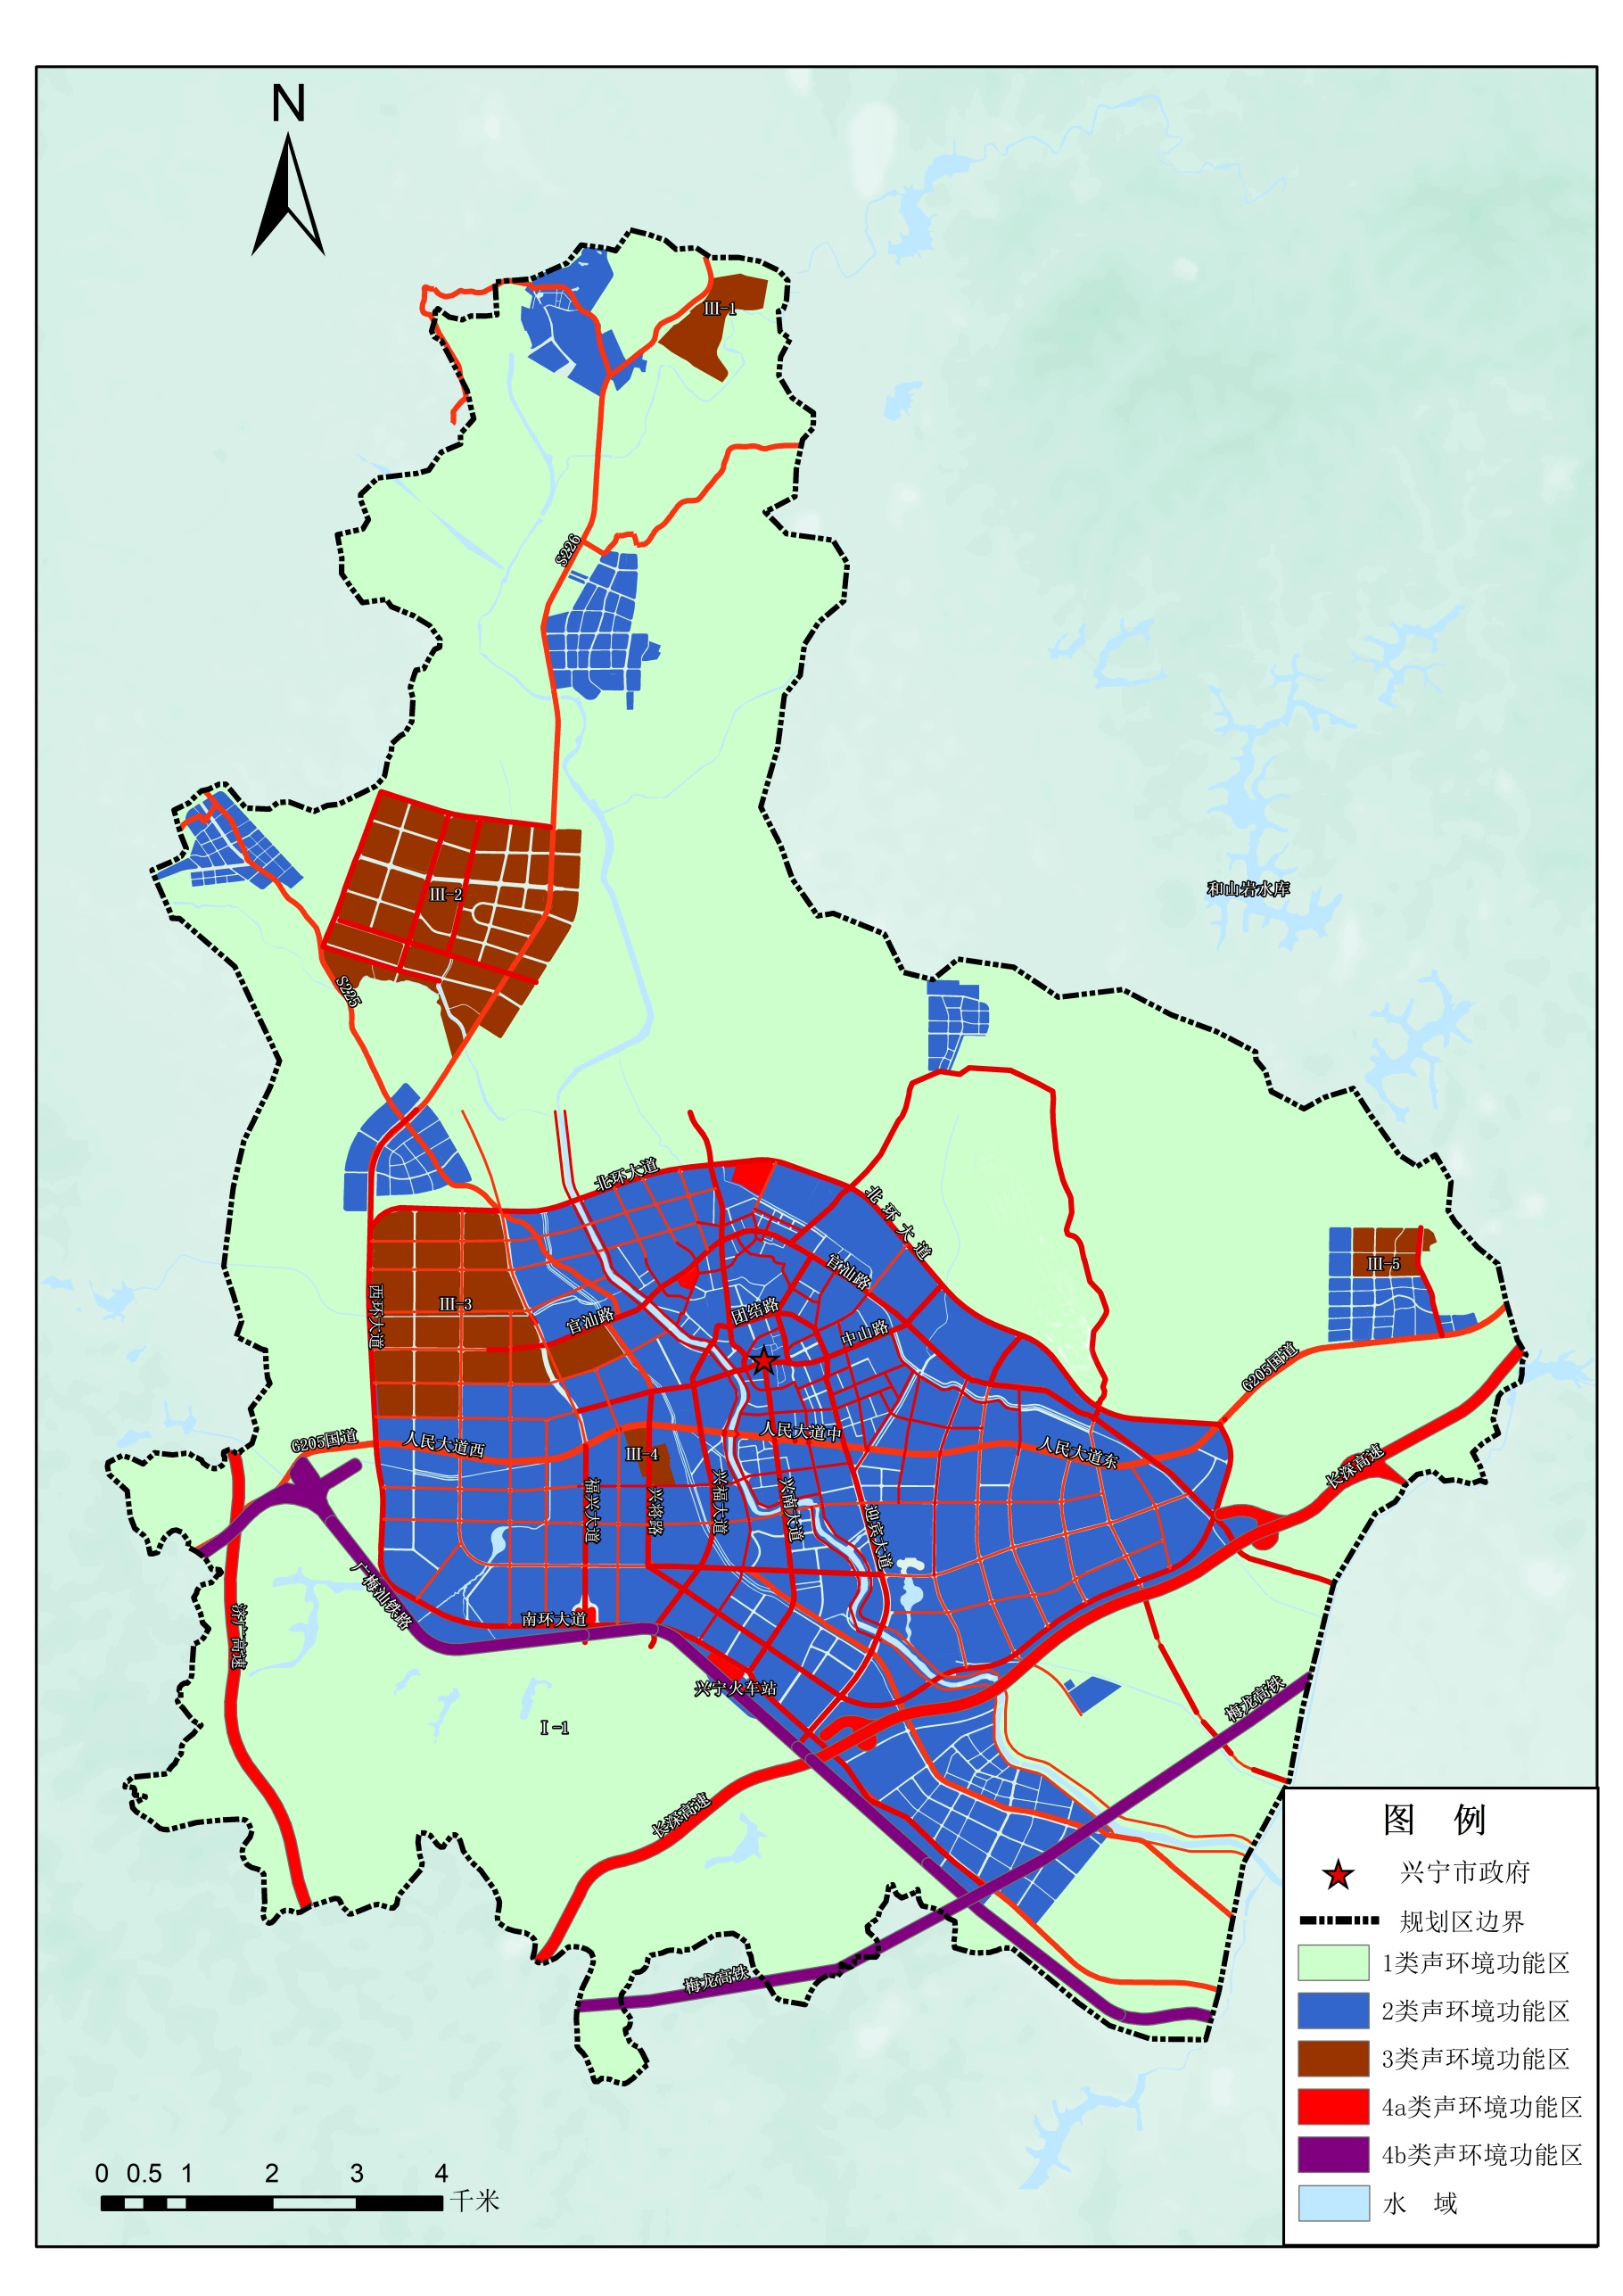 N
III-1
S226
和山岩水库
III-2
S225
北环大道
北环大道
官汕路
III-5
西环大道
III-3
官汕路
团结路
中山路
G205国道
G205国道
人民大道西
III-4
人民大道中
人民大道东
长深高速
福兴大道
兴塔路
兴福大道
兴南大道
迎宾大道
广梅汕铁路
济广高速
南环大道
兴宁火车站
梅龙高铁
I-1
长深高速
梅龙高铁
图 例
兴宁市政府
规划区边界
1类声环境功能区
2类声环境功能区
3类声环境功能区
4a类声环境功能区
4b类声环境功能区
水 域
0 0.5 1 2 3 4
千米